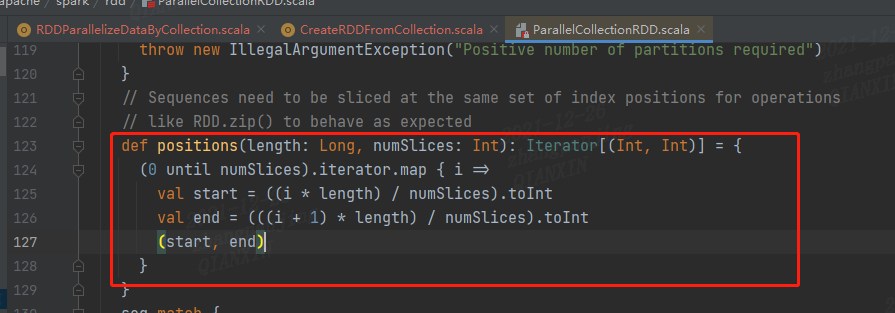 apache › spark › rdd › ParallelCollectionRDD.scala
RDDParallelizeDataByCollection.scala × CreateRDDFromCollection.scala × ParallelCollectionRDD.scala ×
119 throw new IllegalArgumentException("Positive number of partitions required")
120 }
121 // Sequences need to be sliced at the same set of index positions for operations
122 // like RDD.zip() to behave as expected
123 def positions(length: Long, numSlices: Int): Iterator[(Int, Int)] = {
124 (0 until numSlices).iterator.map { i =>
125 val start = ((i * length) / numSlices).toInt
126 val end = (((i + 1) * length) / numSlices).toInt
127 (start, end)
128 }
129 }
seq match {